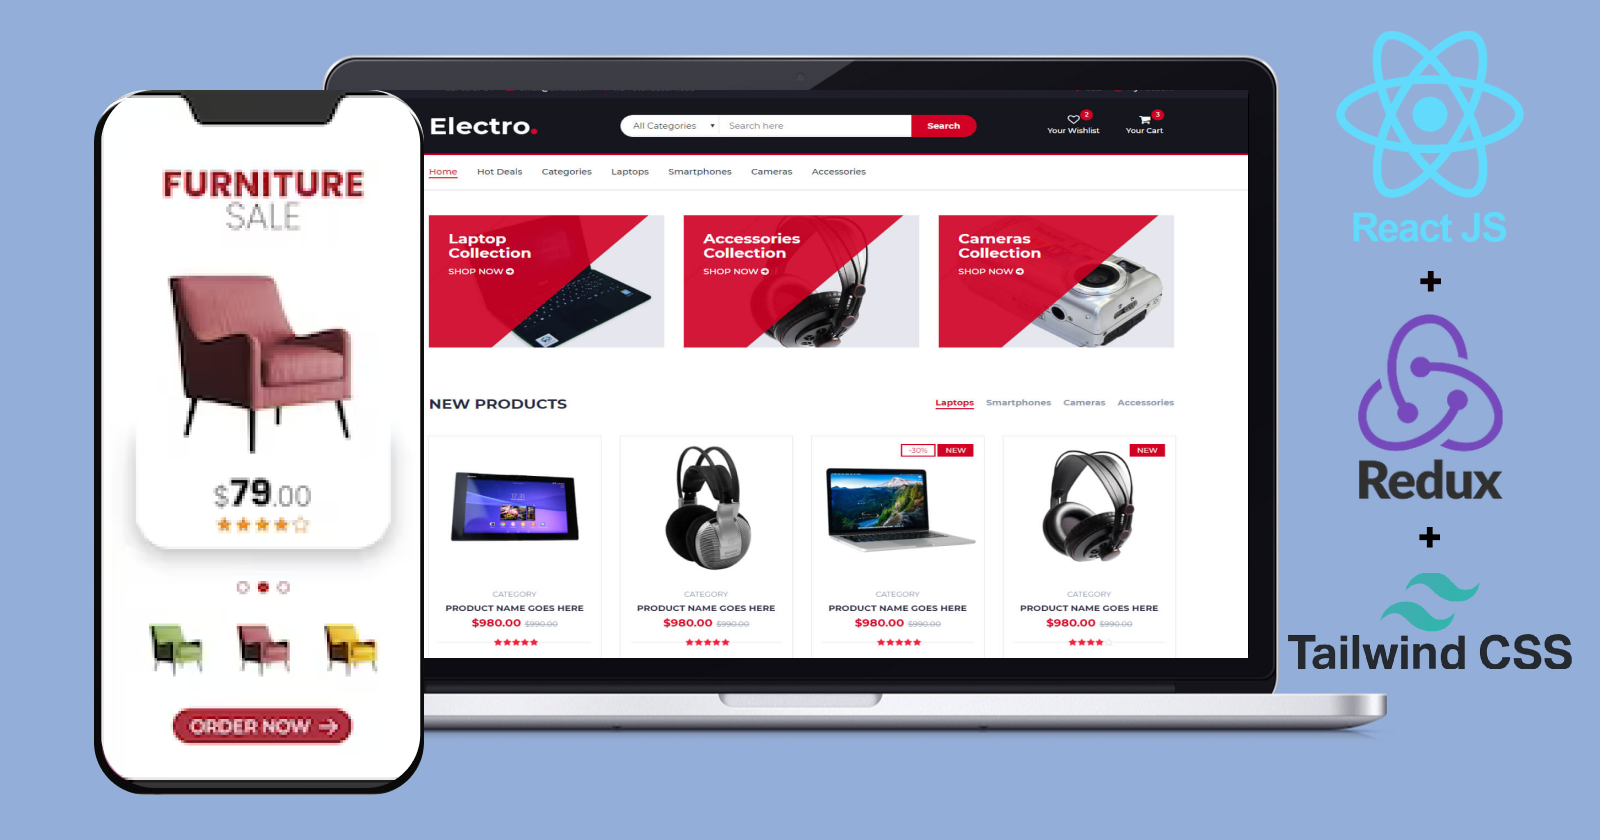 FURNITURE
SALE
$79.00
ORDER NOW
Electro.
All Categories
Search here
Search
2
Your Wishlist
3
Your Cart
Home Hot Deals Categories Laptops Smartphones Cameras Accessories
Laptop
Collection
SHOP NOW
Accessories
Collection
SHOP NOW
Cameras
Collection
SHOP NOW
NEW PRODUCTS
Laptops Smartphones Cameras Accessories
CATEGORY
PRODUCT NAME GOES HERE
$980.00 $990.00
CATEGORY
PRODUCT NAME GOES HERE
$980.00 $990.00
-30% NEW
CATEGORY
PRODUCT NAME GOES HERE
$980.00 $990.00
NEW
CATEGORY
PRODUCT NAME GOES HERE
$980.00 $990.00
React JS
+
Redux
+
Tailwind CSS